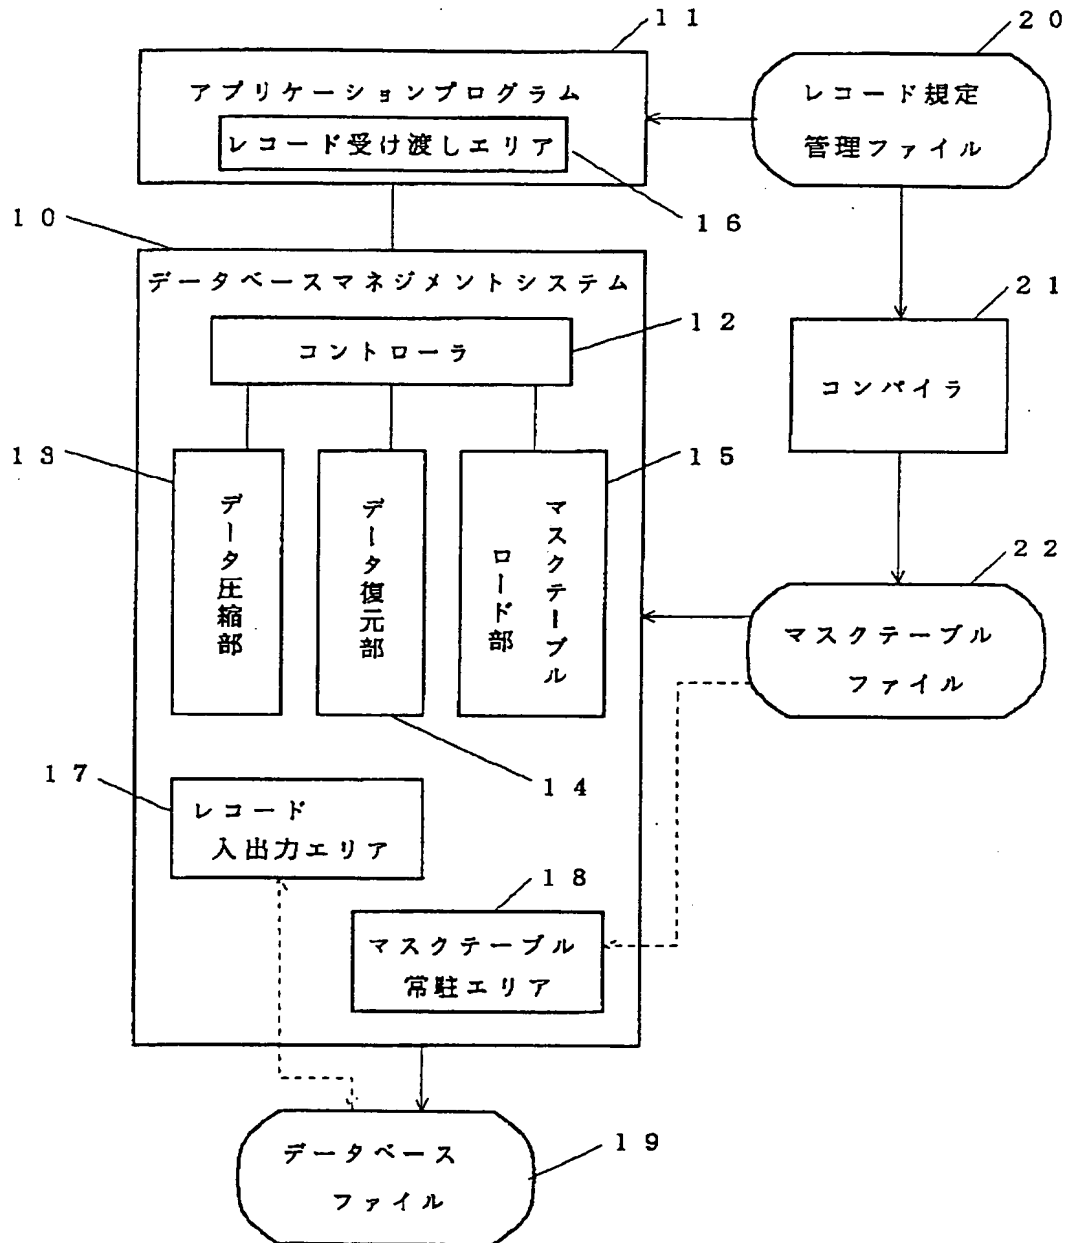 １１
２０
アプリケーションプログラム
レコード受け渡しエリア
レコード規定
管理ファイル
１６
１０
データベースマネジメントシステム
２１
１２
コントローラ
コンパイラ
１３
１５
データ圧縮部
データ復元部
マスクテーブル
ロード部
２２
マスクテーブル
ファイル
１７
１４
レコード
入出力エリア
１８
マスクテーブル
常駐エリア
データベース
ファイル
１９